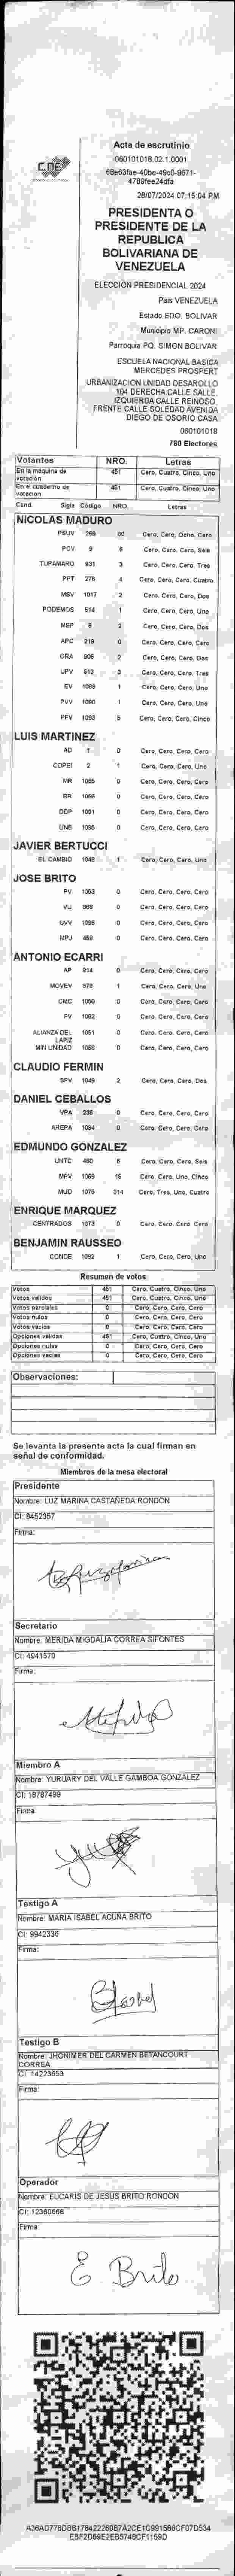 CNE
Acta de escrutinio
060101018.02.1.0001
68e63fae-40be-49c0-9671-
4789fee24dfa
28/07/2024 07:15:04 PM
PRESIDENTA O
PRESIDENTE DE LA
REPUBLICA
BOLIVARIANA DE
VENEZUELA
ELECCIÓN PRESIDENCIAL 2024
País VENEZUELA
Estado EDO. BOLIVAR
Municipio MP. CARONI
Parroquia PQ. SIMON BOLIVAR
ESCUELA NACIONAL BASICA
MERCEDES PROSPERT
URBANIZACION UNIDAD DESAROLLO
104 DERECHA CALLE SALLE.
IZQUIERDA CALLE REINOSO.
FRENTE CALLE SOLEDAD AVENIDA
DIEGO DE OSORIO CASA
060101018
780 Electores
Votantes NRO. Letras
En la maquina de votación 451 Cero, Cuatro, Cinco, Uno
En el cuaderno de votacion 451 Cero, Cuatro, Cinco, Uno
Cand. Sigla Código NRO. Letras
NICOLAS MADURO
PSUV 269 80 Cero, Cero, Ocho, Cero
PCV 9 6 Cero, Cero, Cero, Seis
TUPAMARO 931 3 Cero, Cero, Cero, Tres
PPT 278 4 Cero, Cero, Cero, Cuatro
MSV 1017 2 Cero, Cero, Cero, Dos
PODEMOS 514 1 Cero, Cero, Cero, Uno
MEP 6 2 Cero, Cero, Cero, Dos
APC 219 0 Cero, Cero, Cero, Cero
ORA 906 2 Cero, Cero, Cero, Dos
UPV 513 3 Cero, Cero, Cero, Tres
EV 1089 1 Cero, Cero, Cero, Uno
PVV 1090 1 Cero, Cero, Cero, Uno
PFV 1093 5 Cero, Cero, Cero, Cinco
LUIS MARTINEZ
AD 1 0 Cero, Cero, Cero, Cero
COPEI 2 1 Cero, Cero, Cero, Uno
MR 1065 0 Cero, Cero, Cero, Cero
BR 1068 0 Cero, Cero, Cero, Cero
DDP 1091 0 Cero, Cero, Cero, Cero
UNE 1095 0 Cero, Cero, Cero, Cero
JAVIER BERTUCCI
EL CAMBIO 1048 1 Cero, Cero, Cero, Uno
JOSE BRITO
PV 1053 0 Cero, Cero, Cero, Cero
VU 968 0 Cero, Cero, Cero, Cero
UVV 1096 0 Cero, Cero, Cero, Cero
MPJ 458 0 Cero, Cero, Cero, Cero
ANTONIO ECARRI
AP 814 0 Cero, Cero, Cero, Cero
MOVEV 978 1 Cero, Cero, Cero, Uno
CMC 1060 0 Cero, Cero, Cero, Cero
FV 1062 0 Cero, Cero, Cero, Cero
ALIANZA DEL LAPIZ 1051 0 Cero, Cero, Cero, Cero
MIN UNIDAD 1068 0 Cero, Cero, Cero, Cero
CLAUDIO FERMIN
SPV 1049 2 Cero, Cero, Cero, Dos
DANIEL CEBALLOS
VPA 238 0 Cero, Cero, Cero, Cero
AREPA 1094 0 Cero, Cero, Cero, Cero
EDMUNDO GONZALEZ
UNTC 450 6 Cero, Cero, Cero, Seis
MPV 1069 15 Cero, Cero, Uno, Cinco
MUD 1075 314 Cero, Tres, Uno, Cuatro
ENRIQUE MARQUEZ
CENTRADOS 1073 0 Cero, Cero, Cero, Cero
BENJAMIN RAUSSEO
CONDE 1092 1 Cero, Cero, Cero, Uno
Resumen de votos
Votos 451 Cero, Cuatro, Cinco, Uno
Votos validos 451 Cero, Cuatro, Cinco, Uno
Votos parciales 0 Cero, Cero, Cero, Cero
Votos nulos 0 Cero, Cero, Cero, Cero
Votos vacios 0 Cero, Cero, Cero, Cero
Opciones válidas 451 Cero, Cuatro, Cinco, Uno
Opciones nulas 0 Cero, Cero, Cero, Cero
Opciones vacias 0 Cero, Cero, Cero, Cero
Observaciones:
Se levanta la presente acta la cual firman en
señal de conformidad.
Miembros de la mesa electoral
Presidente
Nombre: LUZ MARINA CASTAÑEDA RONDON
CI: 8452357
Firma:
Secretario
Nombre: MERIDA MIGDALIA CORREA SIFONTES
CI: 4941570
Firma:
Miembro A
Nombre: YURUARY DEL VALLE GAMBOA GONZALEZ
CI: 18787499
Firma:
Testigo A
Nombre: MARIA ISABEL ACUNA BRITO
CI: 9942336
Firma:
Testigo B
Nombre: JHONIMER DEL CARMEN BETANCOURT
CORREA
CI: 14223653
Firma:
Operador
Nombre: EUCARIS DE JESUS BRITO RONDON
CI: 12360668
Firma:
E Brito
A36AD778D6B178422260B7A2CE1C991586CF07D534
EBF2D69E2EB5748CF1159D